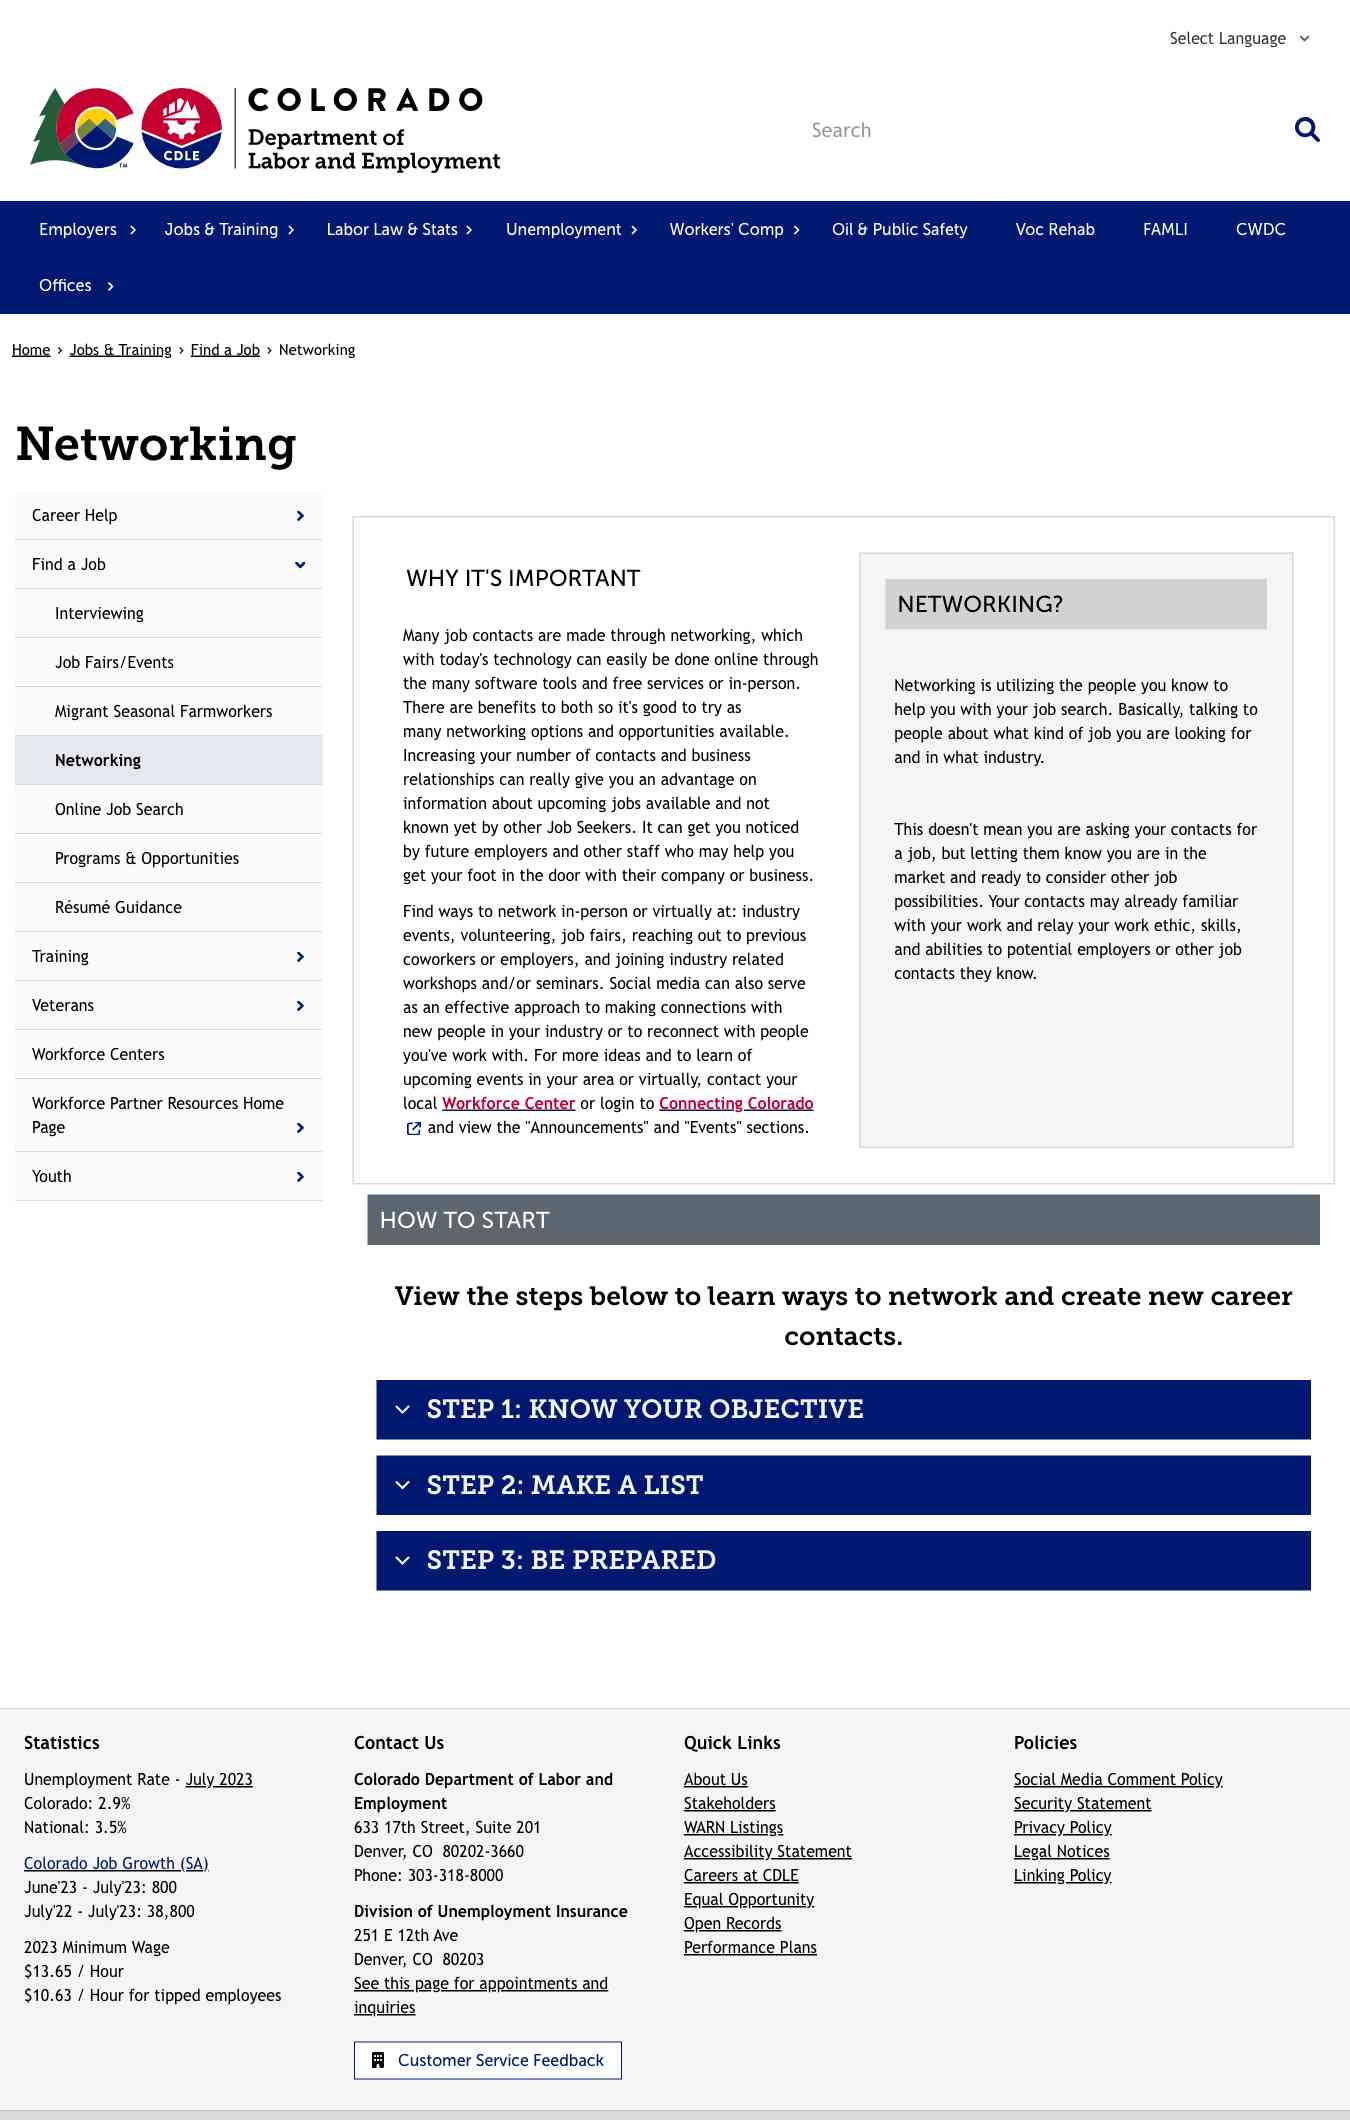 Select Language
COLORADO
Department of
Labor and Employment
CDLE
TM
Search
Employers Jobs & Training Labor Law & Stats Unemployment Workers' Comp Oil & Public Safety Voc Rehab FAMLI CWDC
Offices
Home › Jobs & Training › Find a Job › Networking
Networking
Career Help
Find a Job
Interviewing
Job Fairs/Events
Migrant Seasonal Farmworkers
Networking
Online Job Search
Programs & Opportunities
Résumé Guidance
Training
Veterans
Workforce Centers
Workforce Partner Resources Home
Page
Youth
WHY IT'S IMPORTANT
Many job contacts are made through networking, which
with today's technology can easily be done online through
the many software tools and free services or in-person.
There are benefits to both so it's good to try as
many networking options and opportunities available.
Increasing your number of contacts and business
relationships can really give you an advantage on
information about upcoming jobs available and not
known yet by other Job Seekers. It can get you noticed
by future employers and other staff who may help you
get your foot in the door with their company or business.
Find ways to network in-person or virtually at: industry
events, volunteering, job fairs, reaching out to previous
coworkers or employers, and joining industry related
workshops and/or seminars. Social media can also serve
as an effective approach to making connections with
new people in your industry or to reconnect with people
you've work with. For more ideas and to learn of
upcoming events in your area or virtually, contact your
local Workforce Center or login to Connecting Colorado
and view the "Announcements" and "Events" sections.
NETWORKING?
Networking is utilizing the people you know to
help you with your job search. Basically, talking to
people about what kind of job you are looking for
and in what industry.
This doesn't mean you are asking your contacts for
a job, but letting them know you are in the
market and ready to consider other job
possibilities. Your contacts may already familiar
with your work and relay your work ethic, skills,
and abilities to potential employers or other job
contacts they know.
HOW TO START
View the steps below to learn ways to network and create new career
contacts.
STEP 1: KNOW YOUR OBJECTIVE
STEP 2: MAKE A LIST
STEP 3: BE PREPARED
Statistics
Unemployment Rate - July 2023
Colorado: 2.9%
National: 3.5%
Colorado Job Growth (SA)
June'23 - July'23: 800
July'22 - July'23: 38,800
2023 Minimum Wage
$13.65 / Hour
$10.63 / Hour for tipped employees
Contact Us
Colorado Department of Labor and
Employment
633 17th Street, Suite 201
Denver, CO 80202-3660
Phone: 303-318-8000
Division of Unemployment Insurance
251 E 12th Ave
Denver, CO 80203
See this page for appointments and
inquiries
Customer Service Feedback
Quick Links
About Us
Stakeholders
WARN Listings
Accessibility Statement
Careers at CDLE
Equal Opportunity
Open Records
Performance Plans
Policies
Social Media Comment Policy
Security Statement
Privacy Policy
Legal Notices
Linking Policy